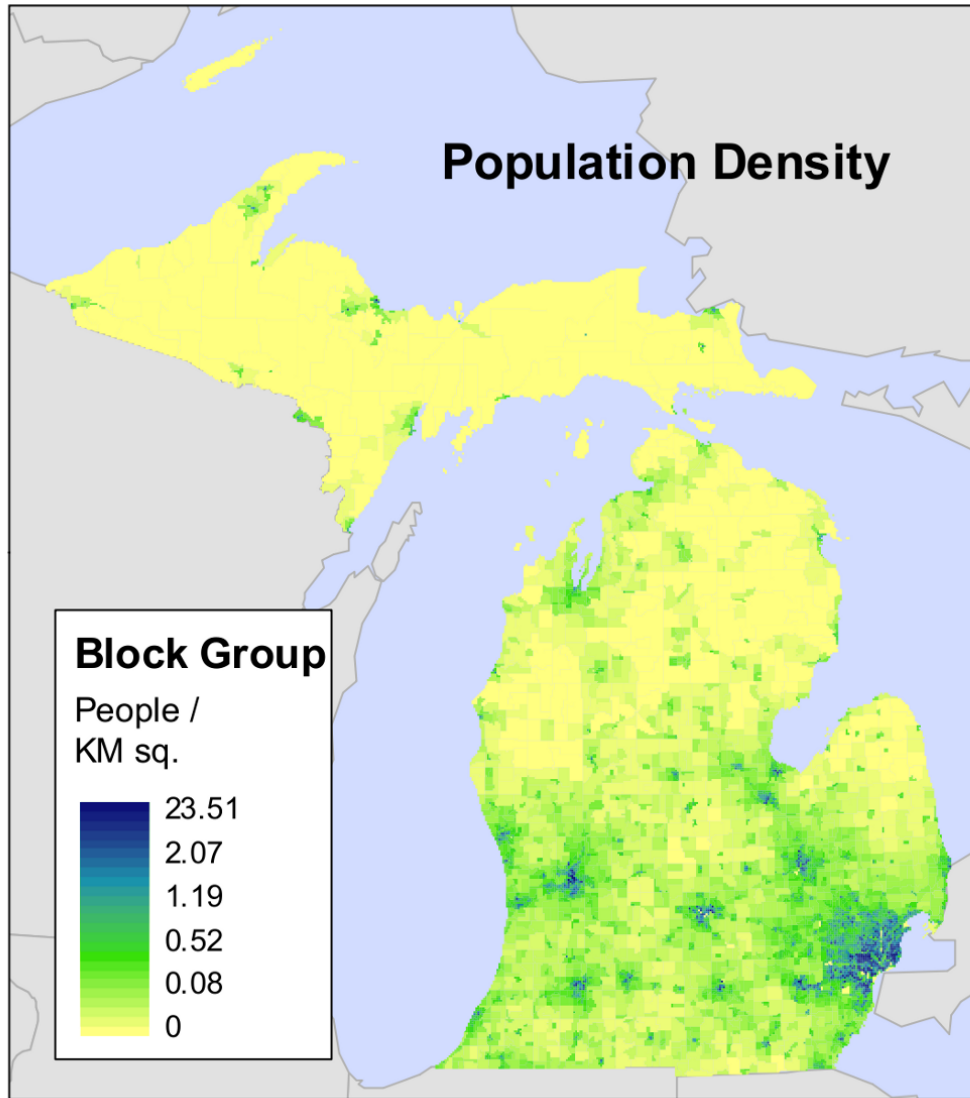 Population Density
Block Group
People /
KM sq.
23.51
2.07
1.19
0.52
0.08
0